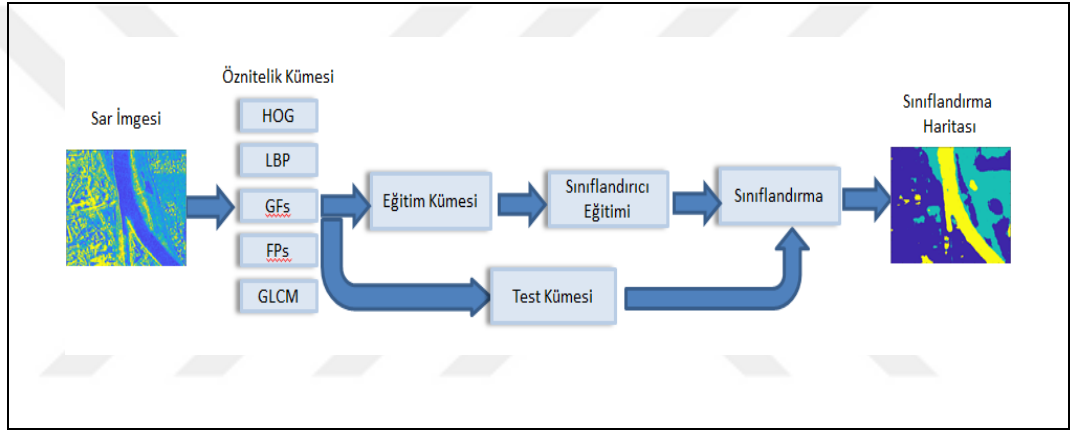 Öznitelik Kümesi
Sar İmgesi
HOG
LBP
GFs
FPs
GLCM
Eğitim Kümesi
Sınıflandırıcı
Eğitimi
Sınıflandırma
Test Kümesi
Sınıflandırma
Haritası